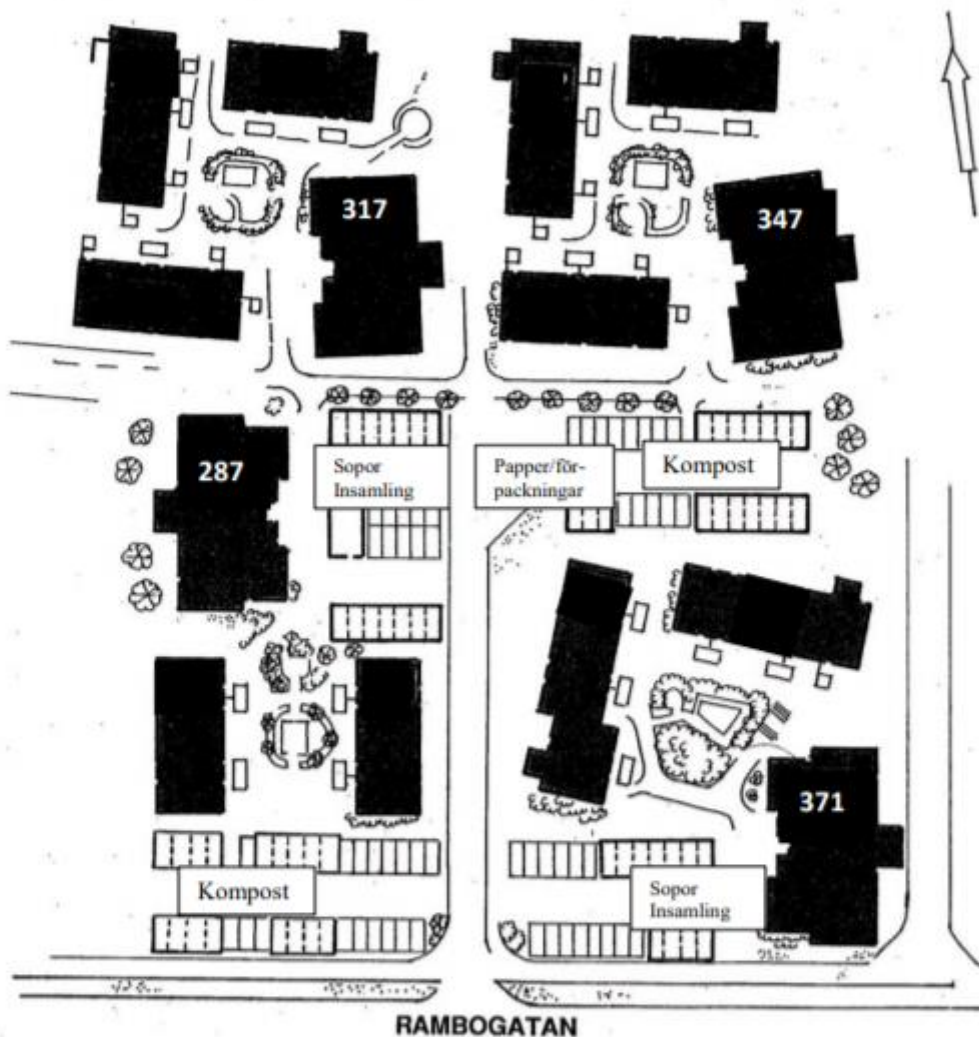 317
347
287
Sopor
Insamling
Papper/för-
packningar
Kompost
371
Kompost
Sopor
Insamling
RAMBOGATAN